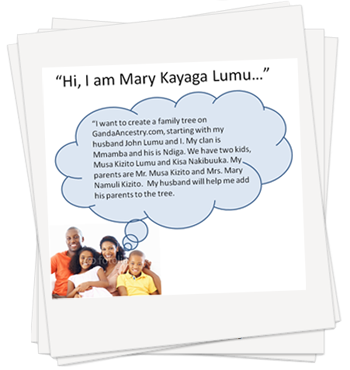 “Hi, I am Mary Kayaga Lumu…”
“I want to create a family tree on
GandaAncestry.com, starting with my
husband John Lumu and I. My clan is
Mmamba and his is Ndiga. We have two kids,
Musa Kizito Lumu and Kisa Nakibuuka. My
parents are Mr. Musa Kizito and Mrs. Mary
Namuli Kizito.  My husband will help me add
his parents to the tree.